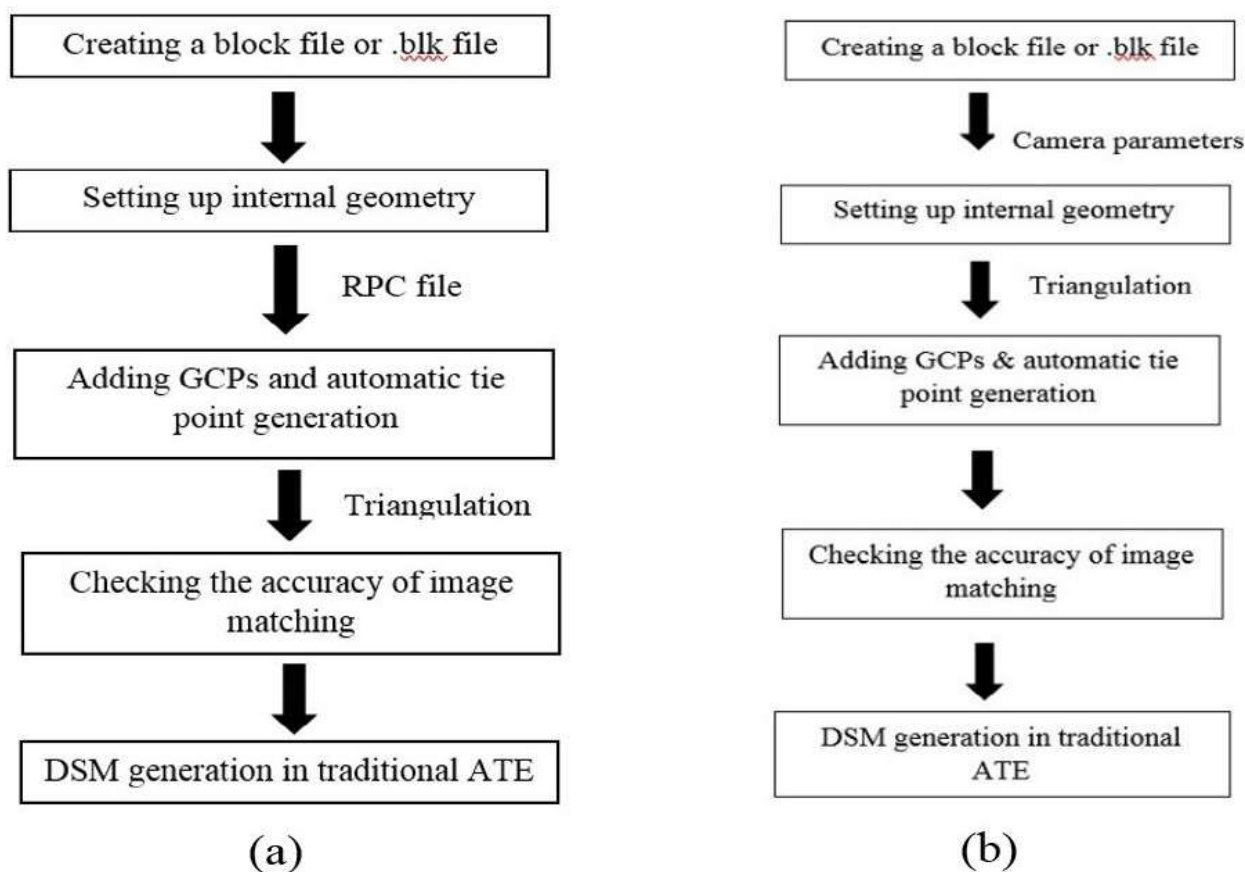 Creating a block file or .blk file
Setting up internal geometry
RPC file
Adding GCPs and automatic tie
point generation
Triangulation
Checking the accuracy of image
matching
DSM generation in traditional ATE
(a)
Creating a block file or .blk file
Camera parameters
Setting up internal geometry
Triangulation
Adding GCPs & automatic tie
point generation
Checking the accuracy of image
matching
DSM generation in traditional
ATE
(b)